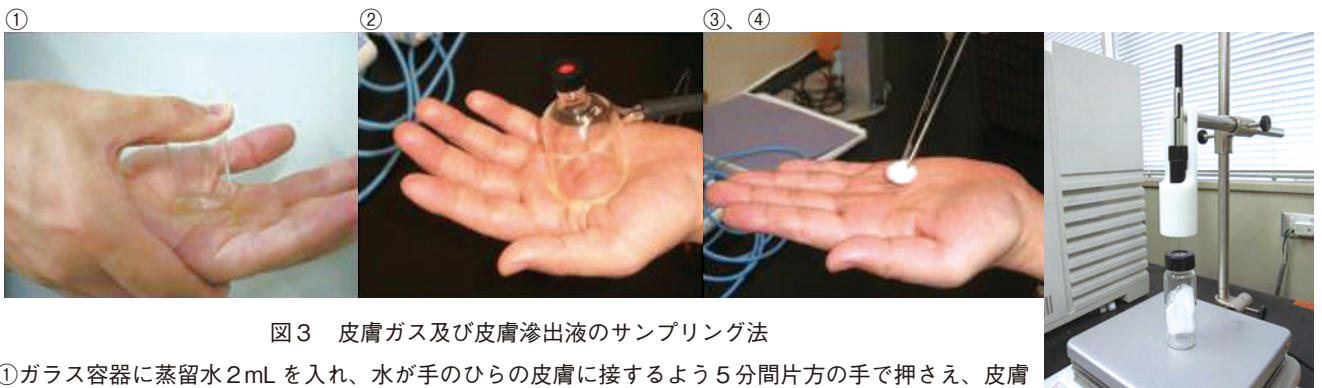 ①
②
③、④
図3 皮膚ガス及び皮膚滲出液のサンプリング法
①ガラス容器に蒸留水2mLを入れ、水が手のひらの皮膚に接するよう5分間片方の手で押さえ、皮膚